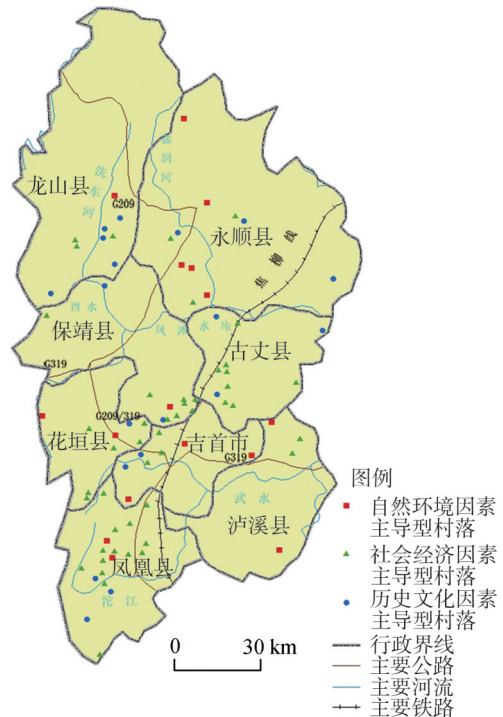 洗车河
猛洞河
龙山县
G209
永顺县
焦柳线
酉水
保靖县
凤滩水库
古丈县
G319
G209/319
花垣县
吉首市
G319
武水
泸溪县
凤凰县
沱江
图例
自然环境因素
主导型村落
社会经济因素
主导型村落
历史文化因素
主导型村落
行政界线
主要公路
主要河流
主要铁路
0 30 km